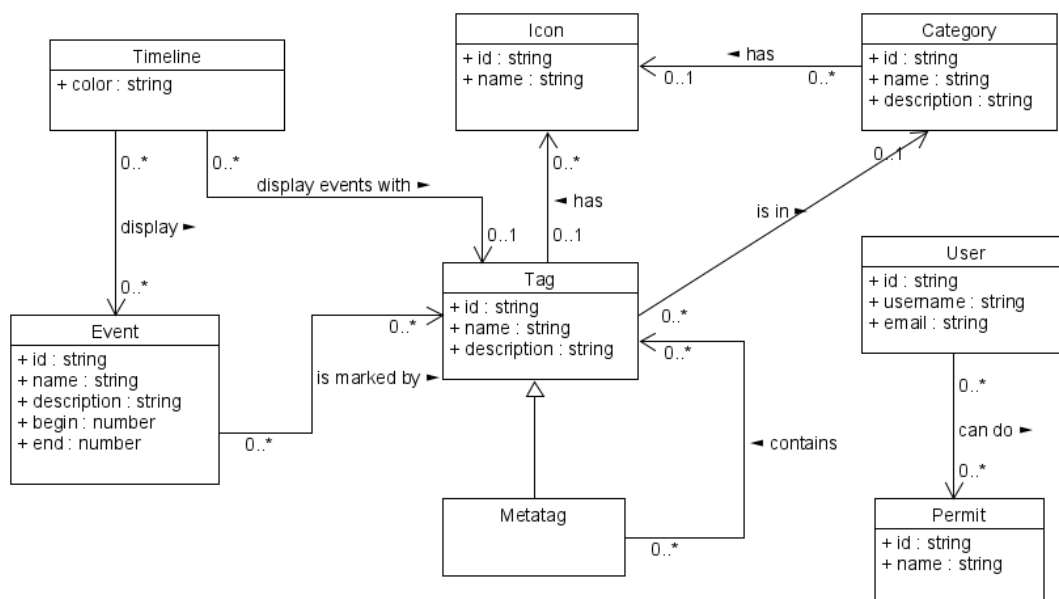 Timeline
+ color : string
Icon
+ id : string
+ name : string
Category
+ id : string
+ name : string
+ description : string
◄ has
0..1
0..*
0..*
0..*
0..*
display events with ►
◄ has
0..1
display ►
0..1
0..1
is in ►
0..*
Event
+ id : string
+ name : string
+ description : string
+ begin : number
+ end : number
0..*
is marked by ►
0..*
Tag
+ id : string
+ name : string
+ description : string
0..*
0..*
User
+ id : string
+ username : string
+ email : string
0..*
can do ►
0..*
◄ contains
Metatag
0..*
Permit
+ id : string
+ name : string